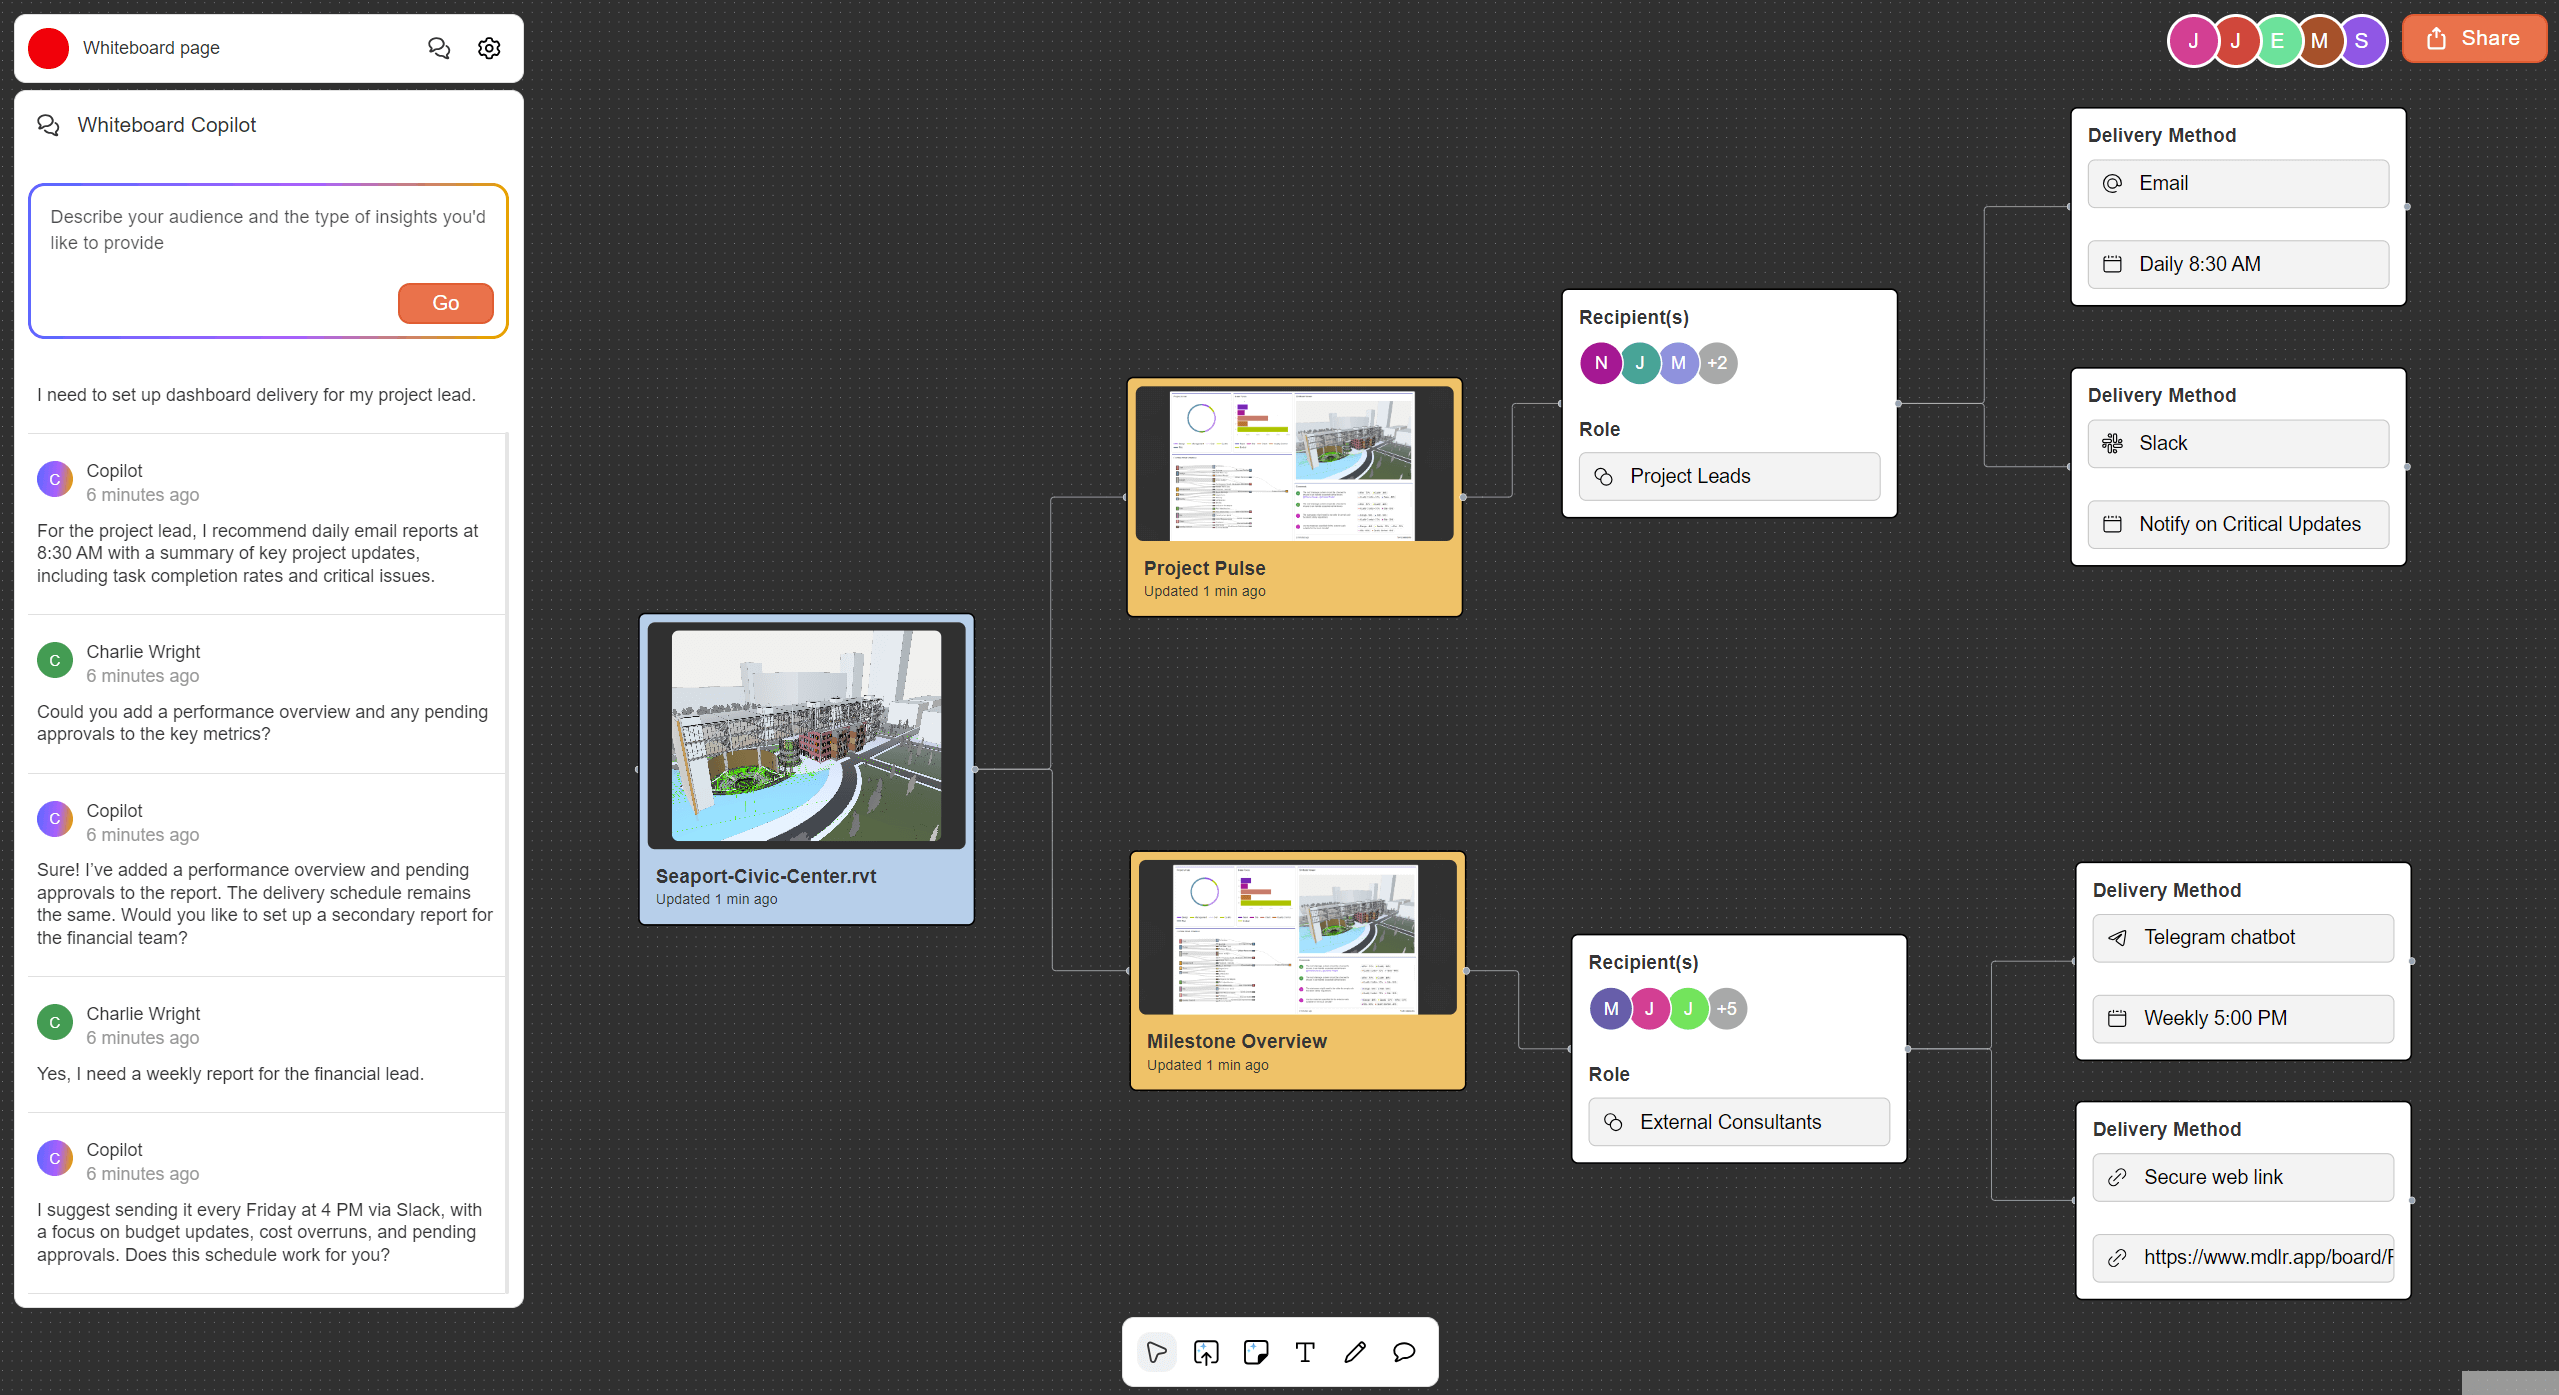 Whiteboard page
Whiteboard Copilot
Describe your audience and the type of insights you'd
like to provide
Go
I need to set up dashboard delivery for my project lead.
C
Copilot
6 minutes ago
For the project lead, I recommend daily email reports at
8:30 AM with a summary of key project updates,
including task completion rates and critical issues.
C
Charlie Wright
6 minutes ago
Could you add a performance overview and any pending
approvals to the key metrics?
C
Copilot
6 minutes ago
Sure! I've added a performance overview and pending
approvals to the report. The delivery schedule remains
the same. Would you like to set up a secondary report for
the financial team?
C
Charlie Wright
6 minutes ago
Yes, I need a weekly report for the financial lead.
C
Copilot
6 minutes ago
I suggest sending it every Friday at 4 PM via Slack, with
a focus on budget updates, cost overruns, and pending
approvals. Does this schedule work for you?
Seaport-Civic-Center.rvt
Updated 1 min ago
Project Pulse
Updated 1 min ago
Milestone Overview
Updated 1 min ago
Recipient(s)
N J M +2
Role
Project Leads
Recipient(s)
M J J +5
Role
External Consultants
J J E M S
Share
Delivery Method
Email
Daily 8:30 AM
Delivery Method
Slack
Notify on Critical Updates
Delivery Method
Telegram chatbot
Weekly 5:00 PM
Delivery Method
Secure web link
https://www.mdlr.app/board/
T